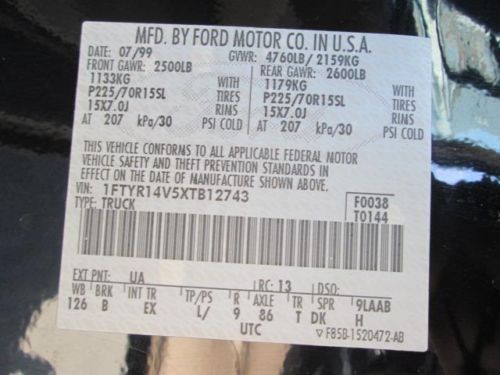 MFD. BY FORD MOTOR CO. IN U.S.A.
DATE: 07/99 GVWR: 4760LB/2159KG
FRONT GAWR: 2500LB REAR GAWR: 2600LB
1133KG WITH 1179KG WITH
P225/70R15SL TIRES P225/70R15SL TIRES
15X7.0J RIMS 15X7.0J RIMS
AT 207 kPa/30 PSI COLD AT 207 kPa/30 PSI COLD
THIS VEHICLE CONFORMS TO ALL APPLICABLE FEDERAL MOTOR
VEHICLE SAFETY AND THEFT PREVENTION STANDARDS IN
EFFECT ON THE DATE OF MANUFACTURE SHOWN ABOVE.
VIN: 1FTYR14V5XTB12743 F0038
TYPE: TRUCK T0144
EXT PNT: UA RC: 13 DSO:
WB BRK INT TR TP/PS R AXLE TR SPR 9LAAB
126 B EX L/ 9 86 T DK H
UTC F85B-1520472-AB